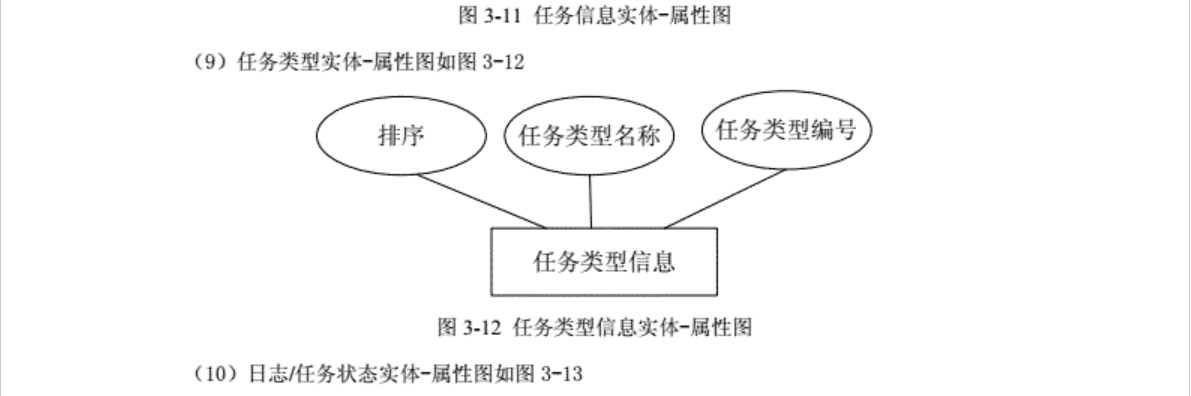 图 3-11 任务信息实体-属性图
（9）任务类型实体-属性图如图 3-12
排序
任务类型名称
任务类型编号
任务类型信息
图 3-12 任务类型信息实体-属性图
（10）日志/任务状态实体-属性图如图 3-13